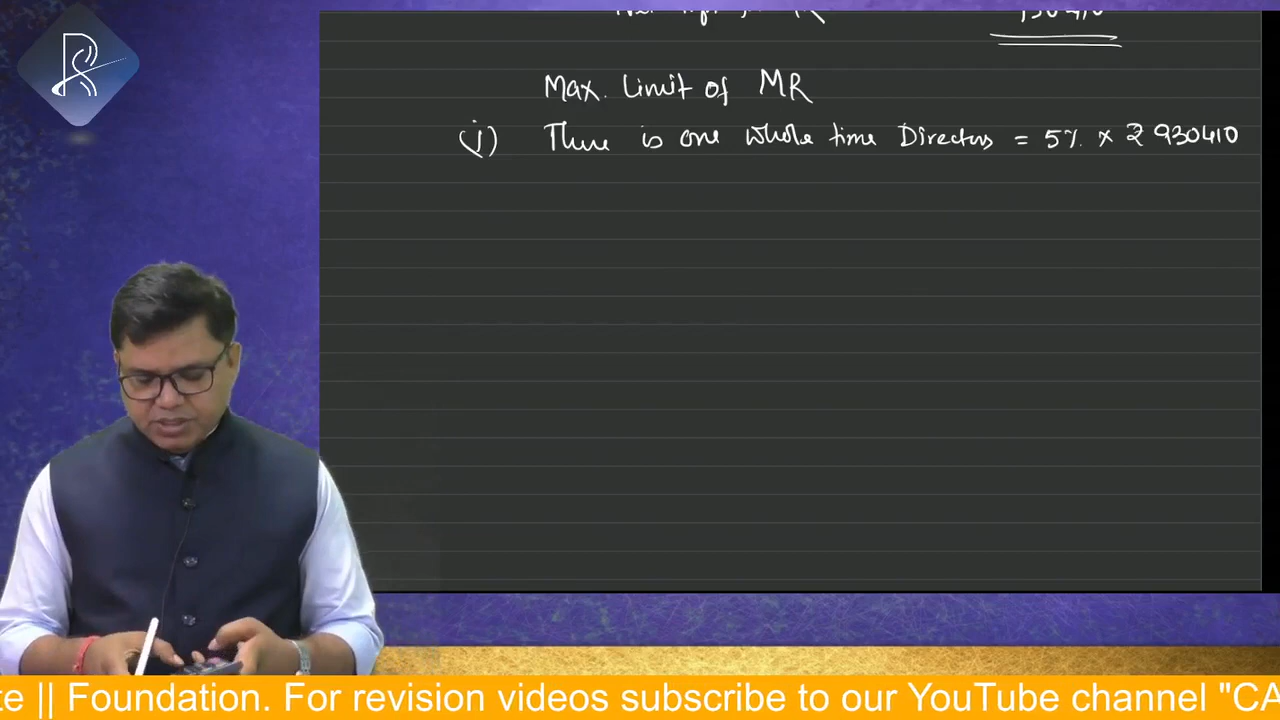 930410
Max. Limit of MR
(i) There is one whole time Directors = 5% × ₹ 930410
te || Foundation. For revision videos subscribe to our YouTube channel "CA